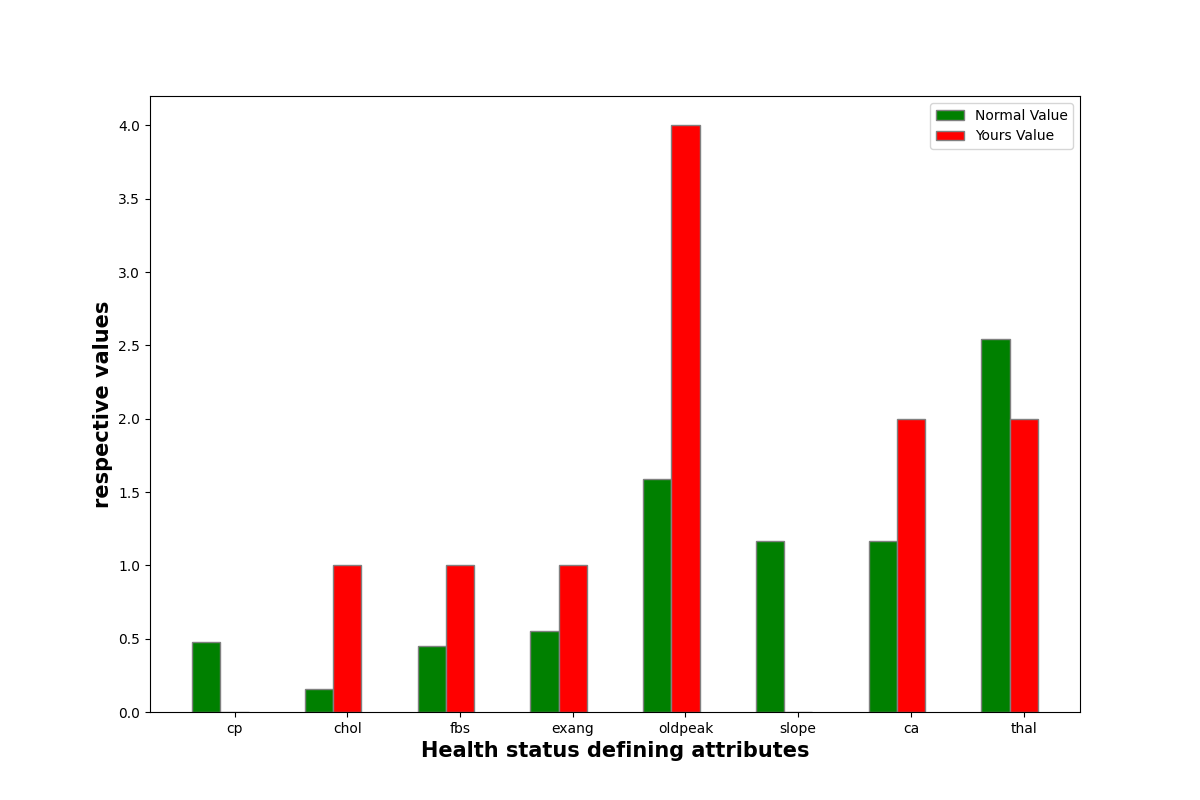 Normal Value
Yours Value
4.0
3.5
3.0
2.5
2.0
1.5
1.0
0.5
0.0
respective values
cp chol fbs exang oldpeak slope ca thal
Health status defining attributes